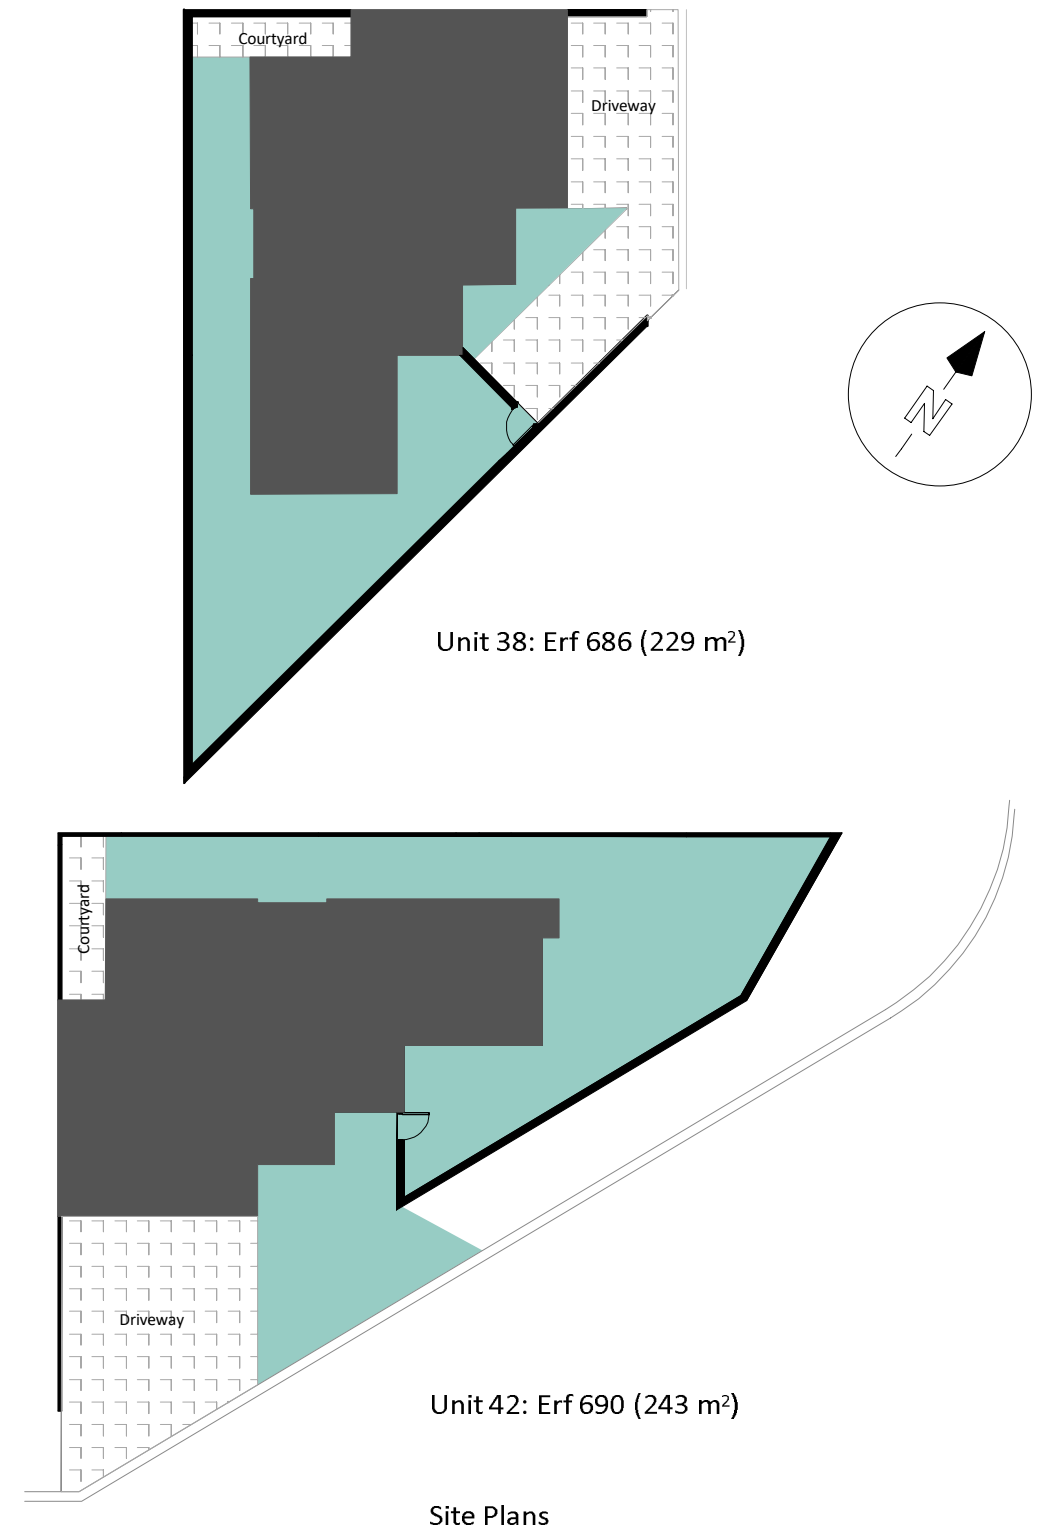 Courtyard
Driveway
N
Unit 38: Erf 686 (229 m²)
Courtyard
Driveway
Unit 42: Erf 690 (243 m²)
Site Plans